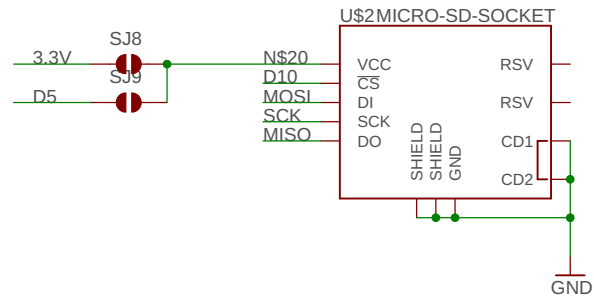 U$2 MICRO-SD-SOCKET
SJ8
3.3V
N$20
VCC
RSV
SJ9
D10
CS
D5
MOSI
DI
RSV
SCK
SCK
MISO
DO
CD1
SHIELD
SHIELD
GND
CD2
GND